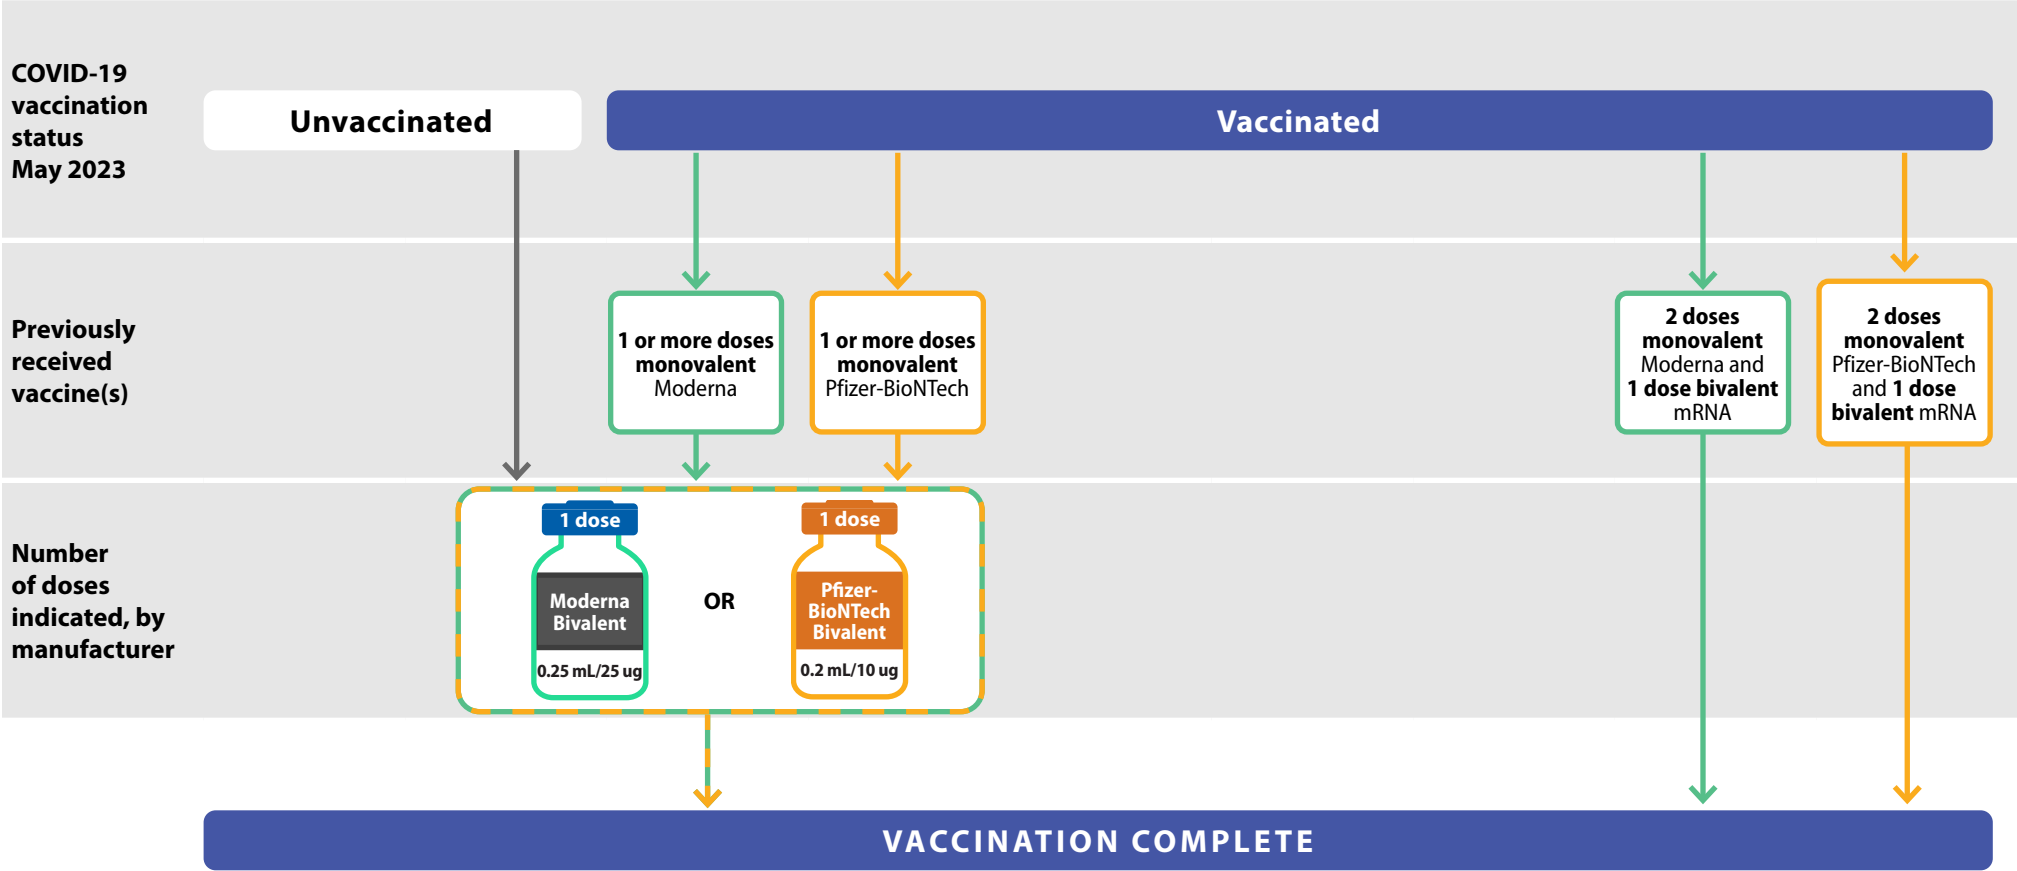 COVID-19
vaccination
status
May 2023
Unvaccinated
Vaccinated
Previously
received
vaccine(s)
1 or more doses
monovalent
Moderna
1 or more doses
monovalent
Pfizer-BioNTech
2 doses
monovalent
Moderna and
1 dose bivalent
mRNA
2 doses
monovalent
Pfizer-BioNTech
and 1 dose
bivalent mRNA
Number
of doses
indicated, by
manufacturer
1 dose
Moderna
Bivalent
0.25 mL/25 ug
OR
1 dose
Pfizer-
BioNTech
Bivalent
0.2 mL/10 ug
VACCINATION COMPLETE